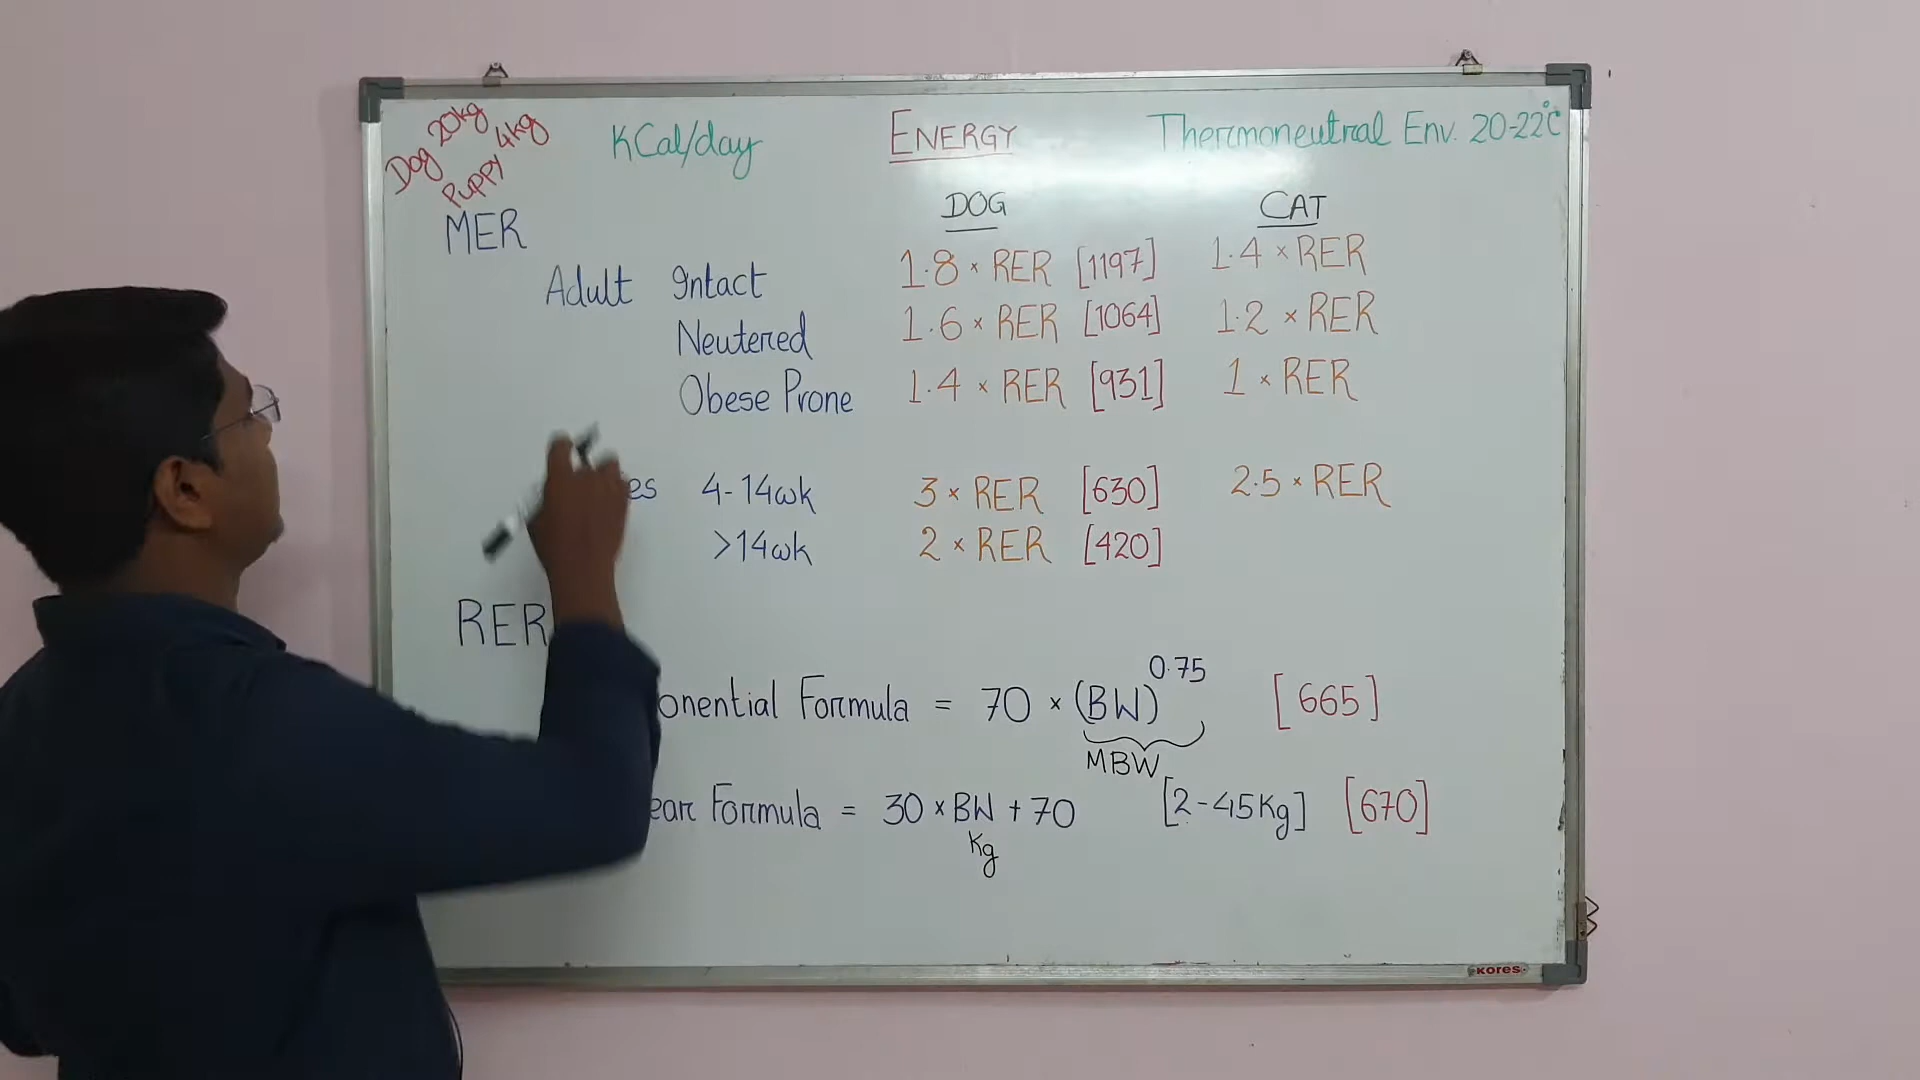 Dog 20kg
Puppy 4kg
KCal/day
ENERGY
Thermoneutral Env. 20-22°C
DOG
CAT
MER
Adult Intact 1.8 × RER [1197] 1.4 × RER
Neutered 1.6 × RER [1064] 1.2 × RER
Obese Prone 1.4 × RER [931] 1 × RER
es 4-14wk 3 × RER [630] 2.5 × RER
>14wk 2 × RER [420]
RER
onential Formula = 70 × (BW)^0.75 [665]
MBW
ear Formula = 30 × BW + 70 [2-45Kg] [670]
Kg
KORES